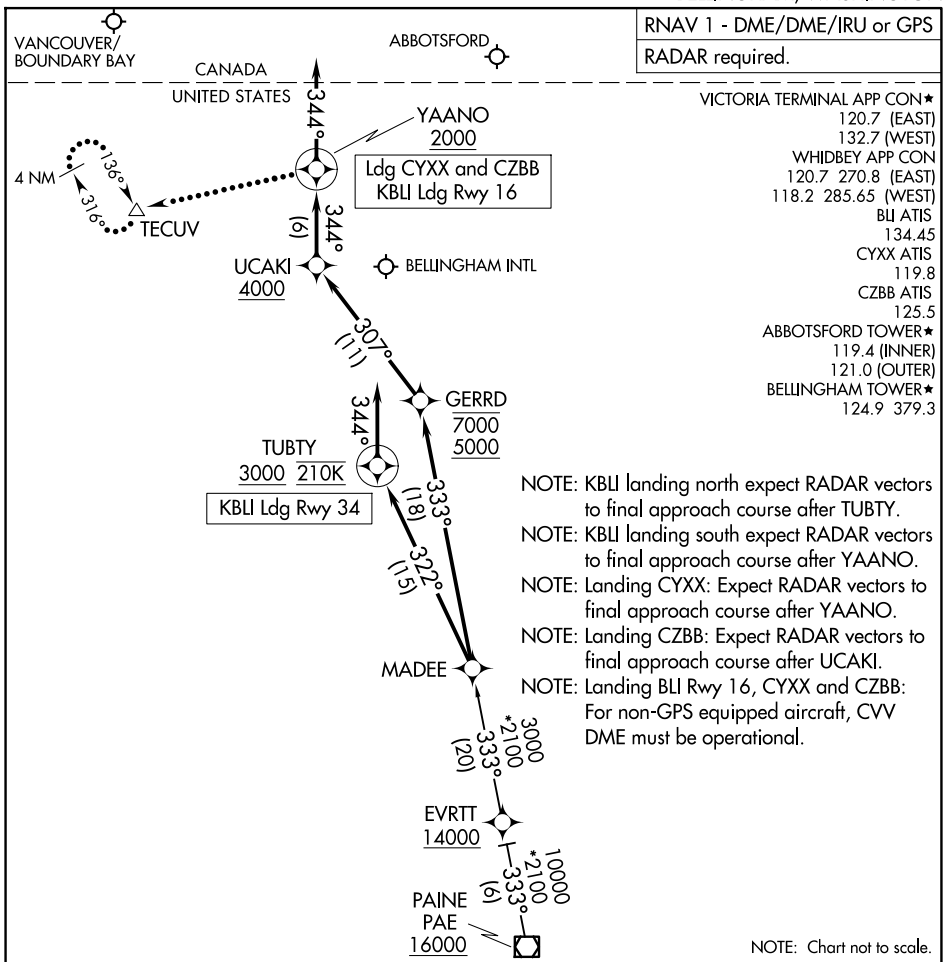 RNAV 1 - DME/DME/IRU or GPS
RADAR required.
VANCOUVER/
BOUNDARY BAY
ABBOTSFORD
CANADA
UNITED STATES
344°
YAANO
2000
Ldg CYXX and CZBB
KBLI Ldg Rwy 16
4 NM
136°
316°
TECUV
344°
(6)
UCAKI
4000
BELLINGHAM INTL
307°
(11)
GERRD
7000
5000
344°
TUBTY
3000 210K
KBLI Ldg Rwy 34
333°
(18)
322°
(15)
MADEE
3000
*2100
333°
(20)
EVRTT
14000
10000
*2100
333°
(6)
PAINE
PAE
16000
VICTORIA TERMINAL APP CON★
120.7 (EAST)
132.7 (WEST)
WHIDBEY APP CON
120.7 270.8 (EAST)
118.2 285.65 (WEST)
BLI ATIS
134.45
CYXX ATIS
119.8
CZBB ATIS
125.5
ABBOTSFORD TOWER★
119.4 (INNER)
121.0 (OUTER)
BELLINGHAM TOWER★
124.9 379.3
NOTE: KBLI landing north expect RADAR vectors
to final approach course after TUBTY.
NOTE: KBLI landing south expect RADAR vectors
to final approach course after YAANO.
NOTE: Landing CYXX: Expect RADAR vectors to
final approach course after YAANO.
NOTE: Landing CZBB: Expect RADAR vectors to
final approach course after UCAKI.
NOTE: Landing BLI Rwy 16, CYXX and CZBB:
For non-GPS equipped aircraft, CVV
DME must be operational.
NOTE: Chart not to scale.